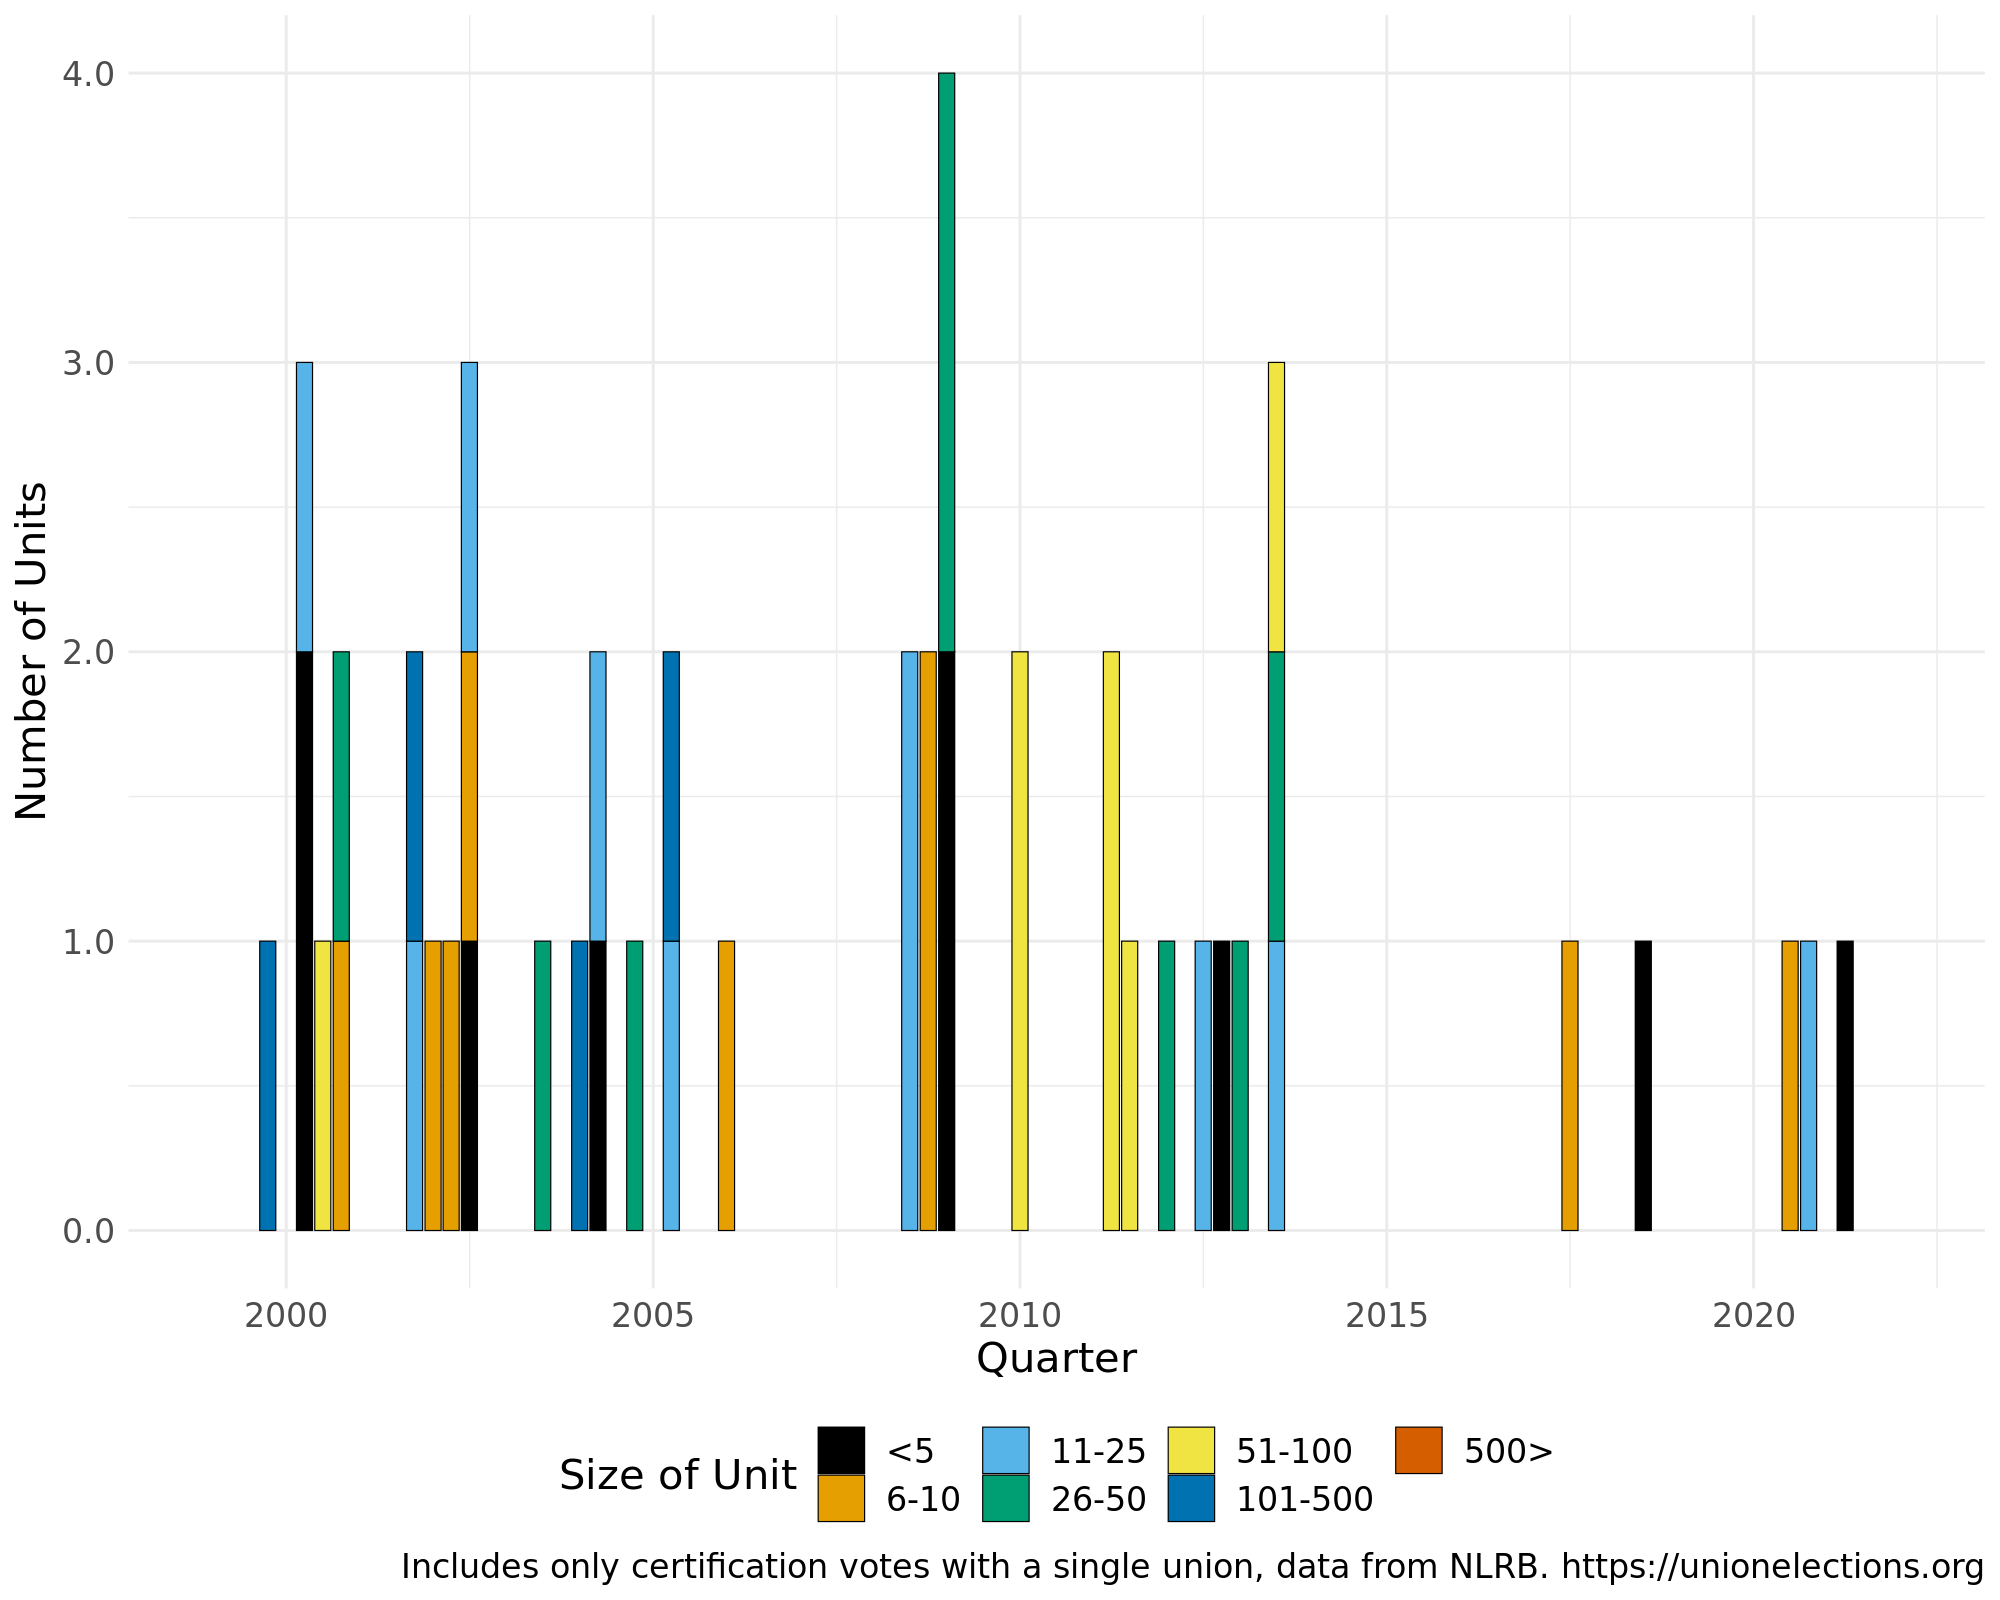 4.0
3.0
2.0
1.0
0.0
Number of Units
2000 2005 2010 2015 2020
Quarter
Size of Unit
<5 11-25 51-100 500>
6-10 26-50 101-500
Includes only certification votes with a single union, data from NLRB. https://unionelections.org